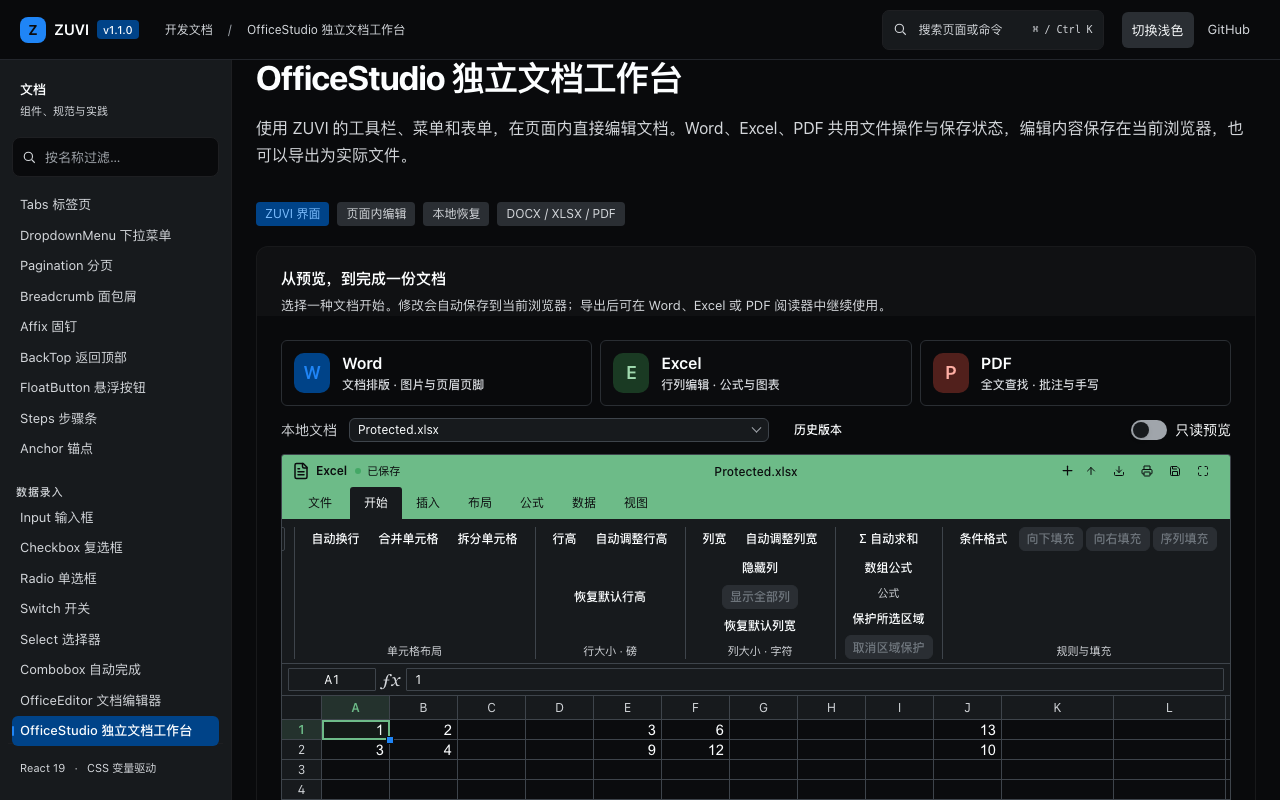 Z ZUVI v1.1.0 开发文档 / OfficeStudio 独立文档工作台 搜索页面或命令 ⌘ / Ctrl K 切换浅色 GitHub
文档
组件、规范与实践
按名称过滤...
Tabs 标签页
DropdownMenu 下拉菜单
Pagination 分页
Breadcrumb 面包屑
Affix 固钉
BackTop 返回顶部
FloatButton 悬浮按钮
Steps 步骤条
Anchor 锚点
数据录入
Input 输入框
Checkbox 复选框
Radio 单选框
Switch 开关
Select 选择器
Combobox 自动完成
OfficeEditor 文档编辑器
OfficeStudio 独立文档工作台
React 19 · CSS 变量驱动
OfficeStudio 独立文档工作台
使用 ZUVI 的工具栏、菜单和表单，在页面内直接编辑文档。Word、Excel、PDF 共用文件操作与保存状态，编辑内容保存在当前浏览器，也
可以导出为实际文件。
ZUVI 界面 页面内编辑 本地恢复 DOCX / XLSX / PDF
从预览，到完成一份文档
选择一种文档开始。修改会自动保存到当前浏览器；导出后可在 Word、Excel 或 PDF 阅读器中继续使用。
W Word
文档排版 · 图片与页眉页脚
E Excel
行列编辑 · 公式与图表
P PDF
全文查找 · 批注与手写
本地文档 Protected.xlsx 历史版本 只读预览
Excel 已保存 Protected.xlsx
文件 开始 插入 布局 公式 数据 视图
自动换行 合并单元格 拆分单元格
单元格布局
行高 自动调整行高
恢复默认行高
行大小 · 磅
列宽 自动调整列宽
隐藏列
显示全部列
恢复默认列宽
列大小 · 字符
Σ 自动求和
数组公式
公式
保护所选区域
取消区域保护
条件格式 向下填充 向右填充 序列填充
规则与填充
A1 fx 1
A B C D E F G H I J K L
1 1 2 3 6 13
2 3 4 9 12 10
3
4